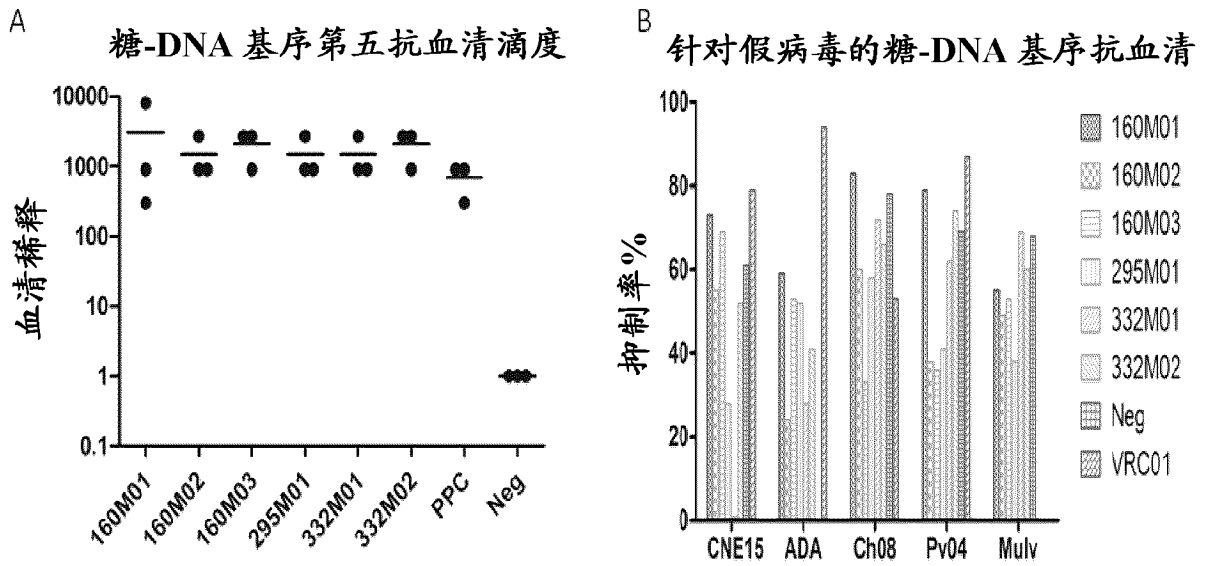 A
糖-DNA 基序第五抗血清滴度
血清稀释
10000
1000
100
10
1
0.1
160M01
160M02
160M03
295M01
332M01
332M02
PPC
Neg
B
针对假病毒的糖-DNA 基序抗血清
抑制率%
100
80
60
40
20
0
CNE15
ADA
Ch08
Pv04
Mulv
160M01
160M02
160M03
295M01
332M01
332M02
Neg
VRC01